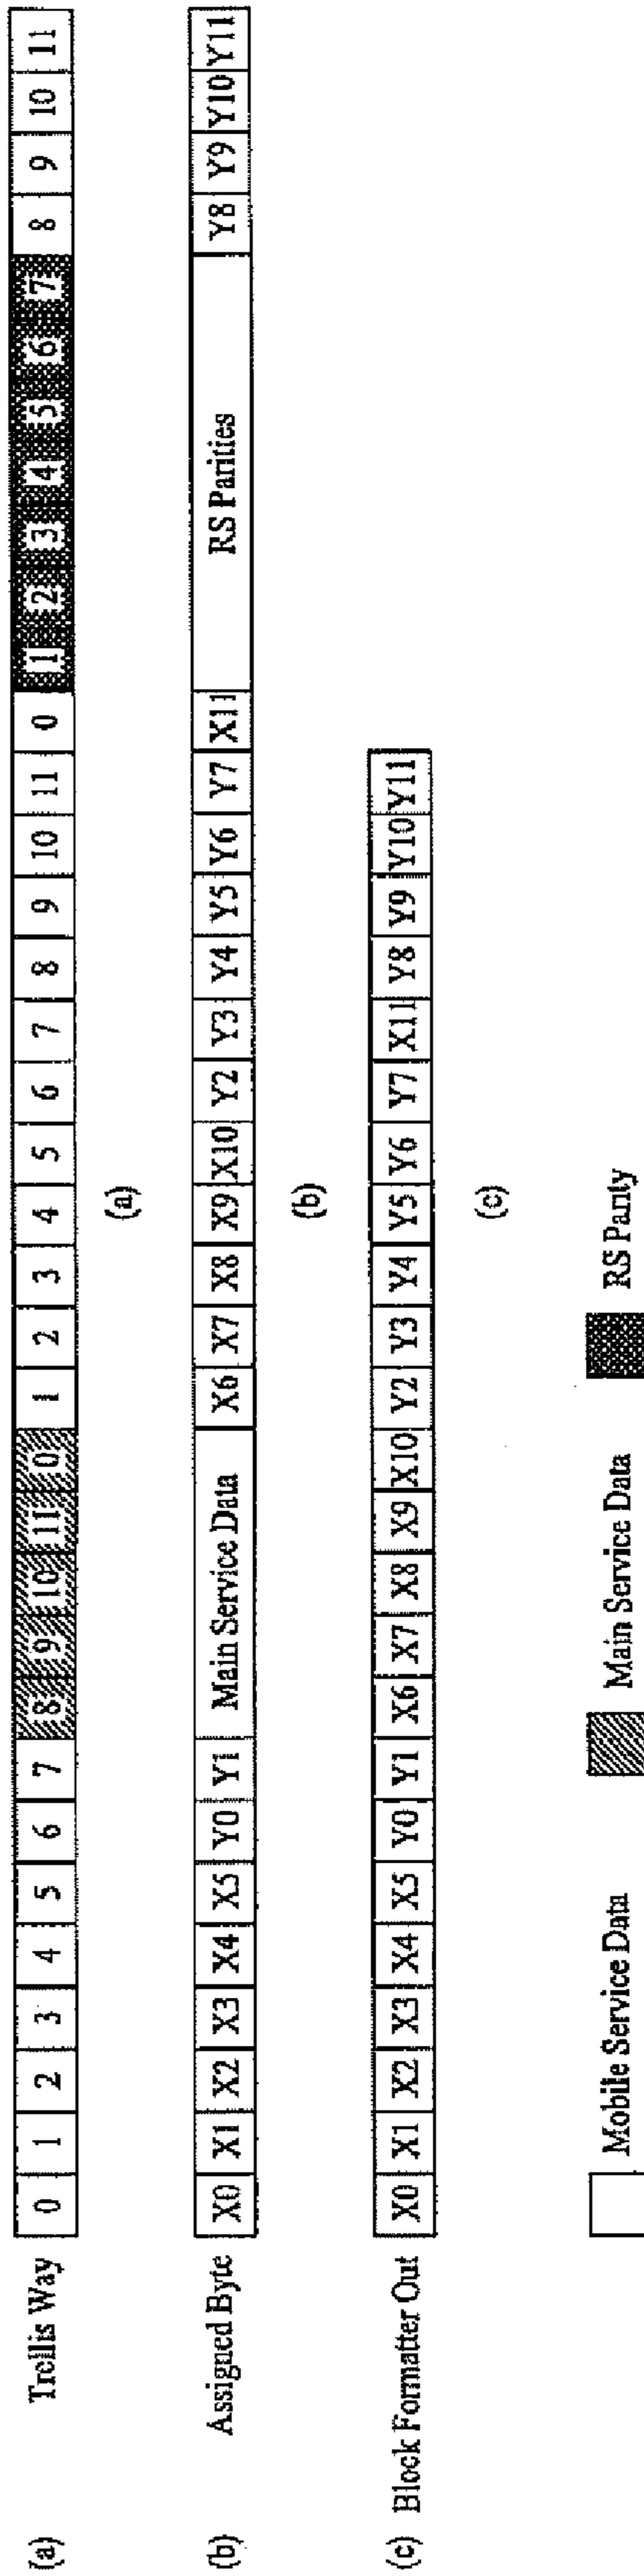 (a) Trellis Way 0 1 2 3 4 5 6 7 8 9 10 11 0 1 2 3 4 5 6 7 8 9 10 11 0 1 2 3 4 5 6 7 8 9 10 11
(a)
(b) Assigned Byte X0 X1 X2 X3 X4 X5 Y0 Y1 Main Service Data X6 X7 X8 X9 X10 Y2 Y3 Y4 Y5 Y6 Y7 X11 RS Parities Y8 Y9 Y10 Y11
(b)
(c) Block Formatter Out X0 X1 X2 X3 X4 X5 Y0 Y1 X6 X7 X8 X9 X10 Y2 Y3 Y4 Y5 Y6 Y7 X11 Y8 Y9 Y10 Y11
(c)
Mobile Service Data Main Service Data RS Parity